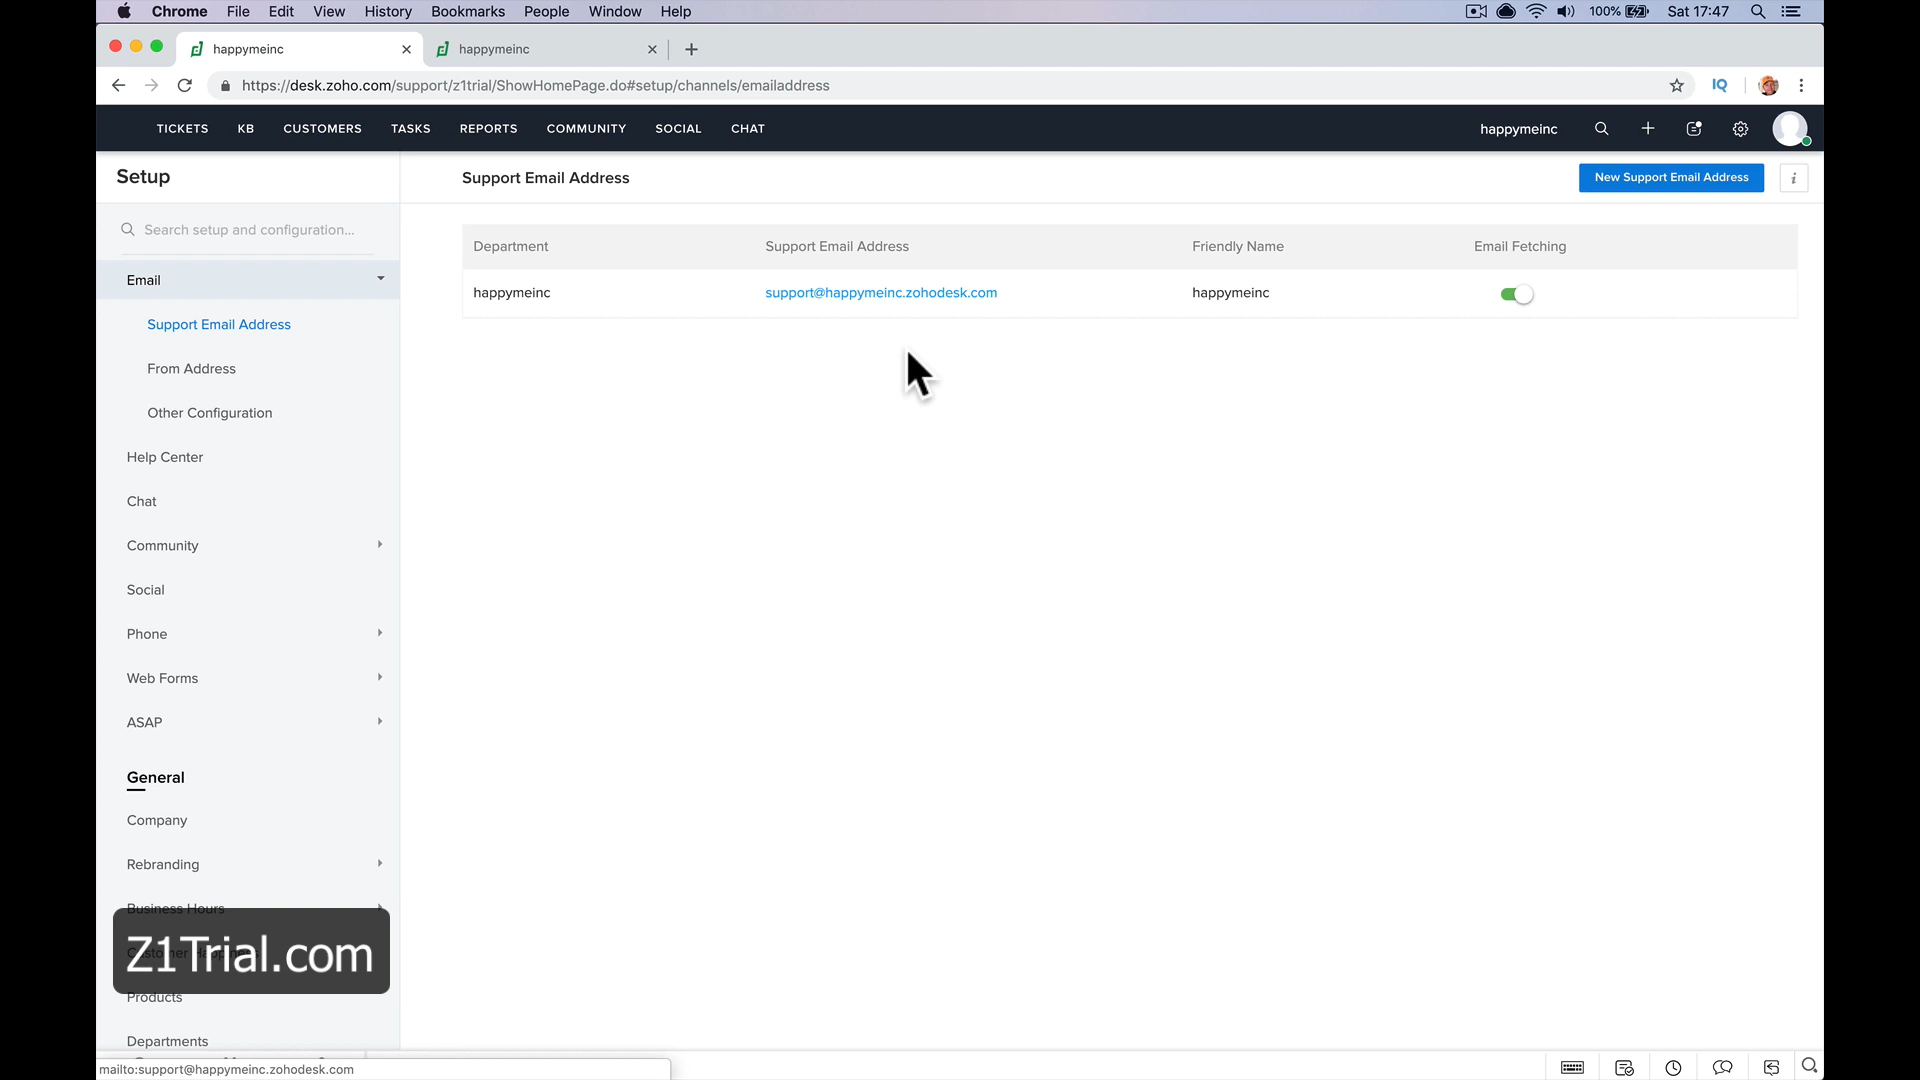 Chrome File Edit View History Bookmarks People Window Help 100% Sat 17:47
happymeinc happymeinc
https://desk.zoho.com/support/z1trial/ShowHomePage.do#setup/channels/emailaddress IQ
TICKETS KB CUSTOMERS TASKS REPORTS COMMUNITY SOCIAL CHAT happymeinc
Setup
Support Email Address
New Support Email Address i
Search setup and configuration...
Department Support Email Address Friendly Name Email Fetching
happymeinc support@happymeinc.zohodesk.com happymeinc
Email
Support Email Address
From Address
Other Configuration
Help Center
Chat
Community
Social
Phone
Web Forms
ASAP
General
Company
Rebranding
Business Hours
Z1Trial.com
Products
Departments
mailto:support@happymeinc.zohodesk.com